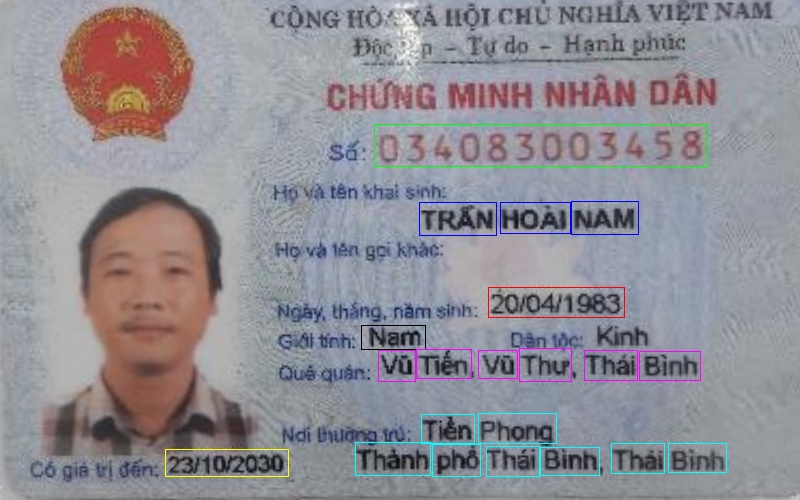 CỘNG HÒA XÃ HỘI CHỦ NGHĨA VIỆT NAM
Độc lập - Tự do - Hạnh phúc
CHỨNG MINH NHÂN DÂN
Số: 034083003458
Họ và tên khai sinh:
TRẦN HOÀI NAM
Họ và tên gọi khác:
Ngày, tháng, năm sinh: 20/04/1983
Giới tính: Nam Dân tộc: Kinh
Quê quán: Vũ Tiến, Vũ Thư, Thái Bình
Nơi thường trú: Tiền Phong
Thành phố Thái Bình, Thái Bình
Có giá trị đến: 23/10/2030